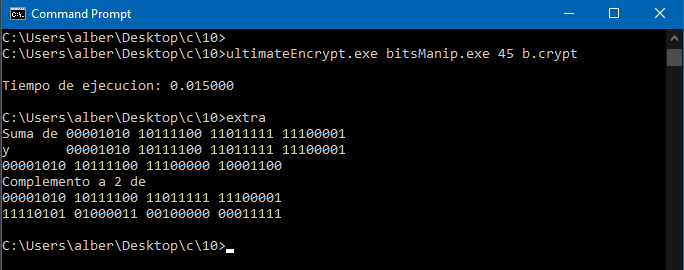 Command Prompt
C:\Users\alber\Desktop\c\10>
C:\Users\alber\Desktop\c\10>ultimateEncrypt.exe bitsManip.exe 45 b.crypt
Tiempo de ejecucion: 0.015000
C:\Users\alber\Desktop\c\10>extra
Suma de 00001010 10111100 11011111 11100001
y 00001010 10111100 11011111 11100001
00001010 10111100 11100000 10001100
Complemento a 2 de
00001010 10111100 11011111 11100001
11110101 01000011 00100000 00011111
C:\Users\alber\Desktop\c\10>